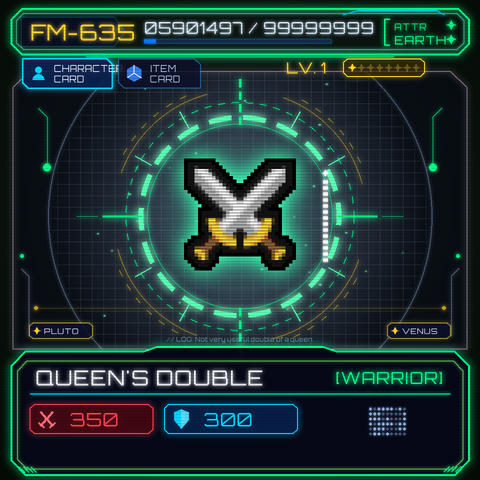 FM-635
05901497 / 99999999
ATTR
EARTH
CHARACTER CARD
ITEM CARD
LV.1
PLUTO
VENUS
// LOG: Not very useful double of a queen.
QUEEN'S DOUBLE
[WARRIOR]
350
300